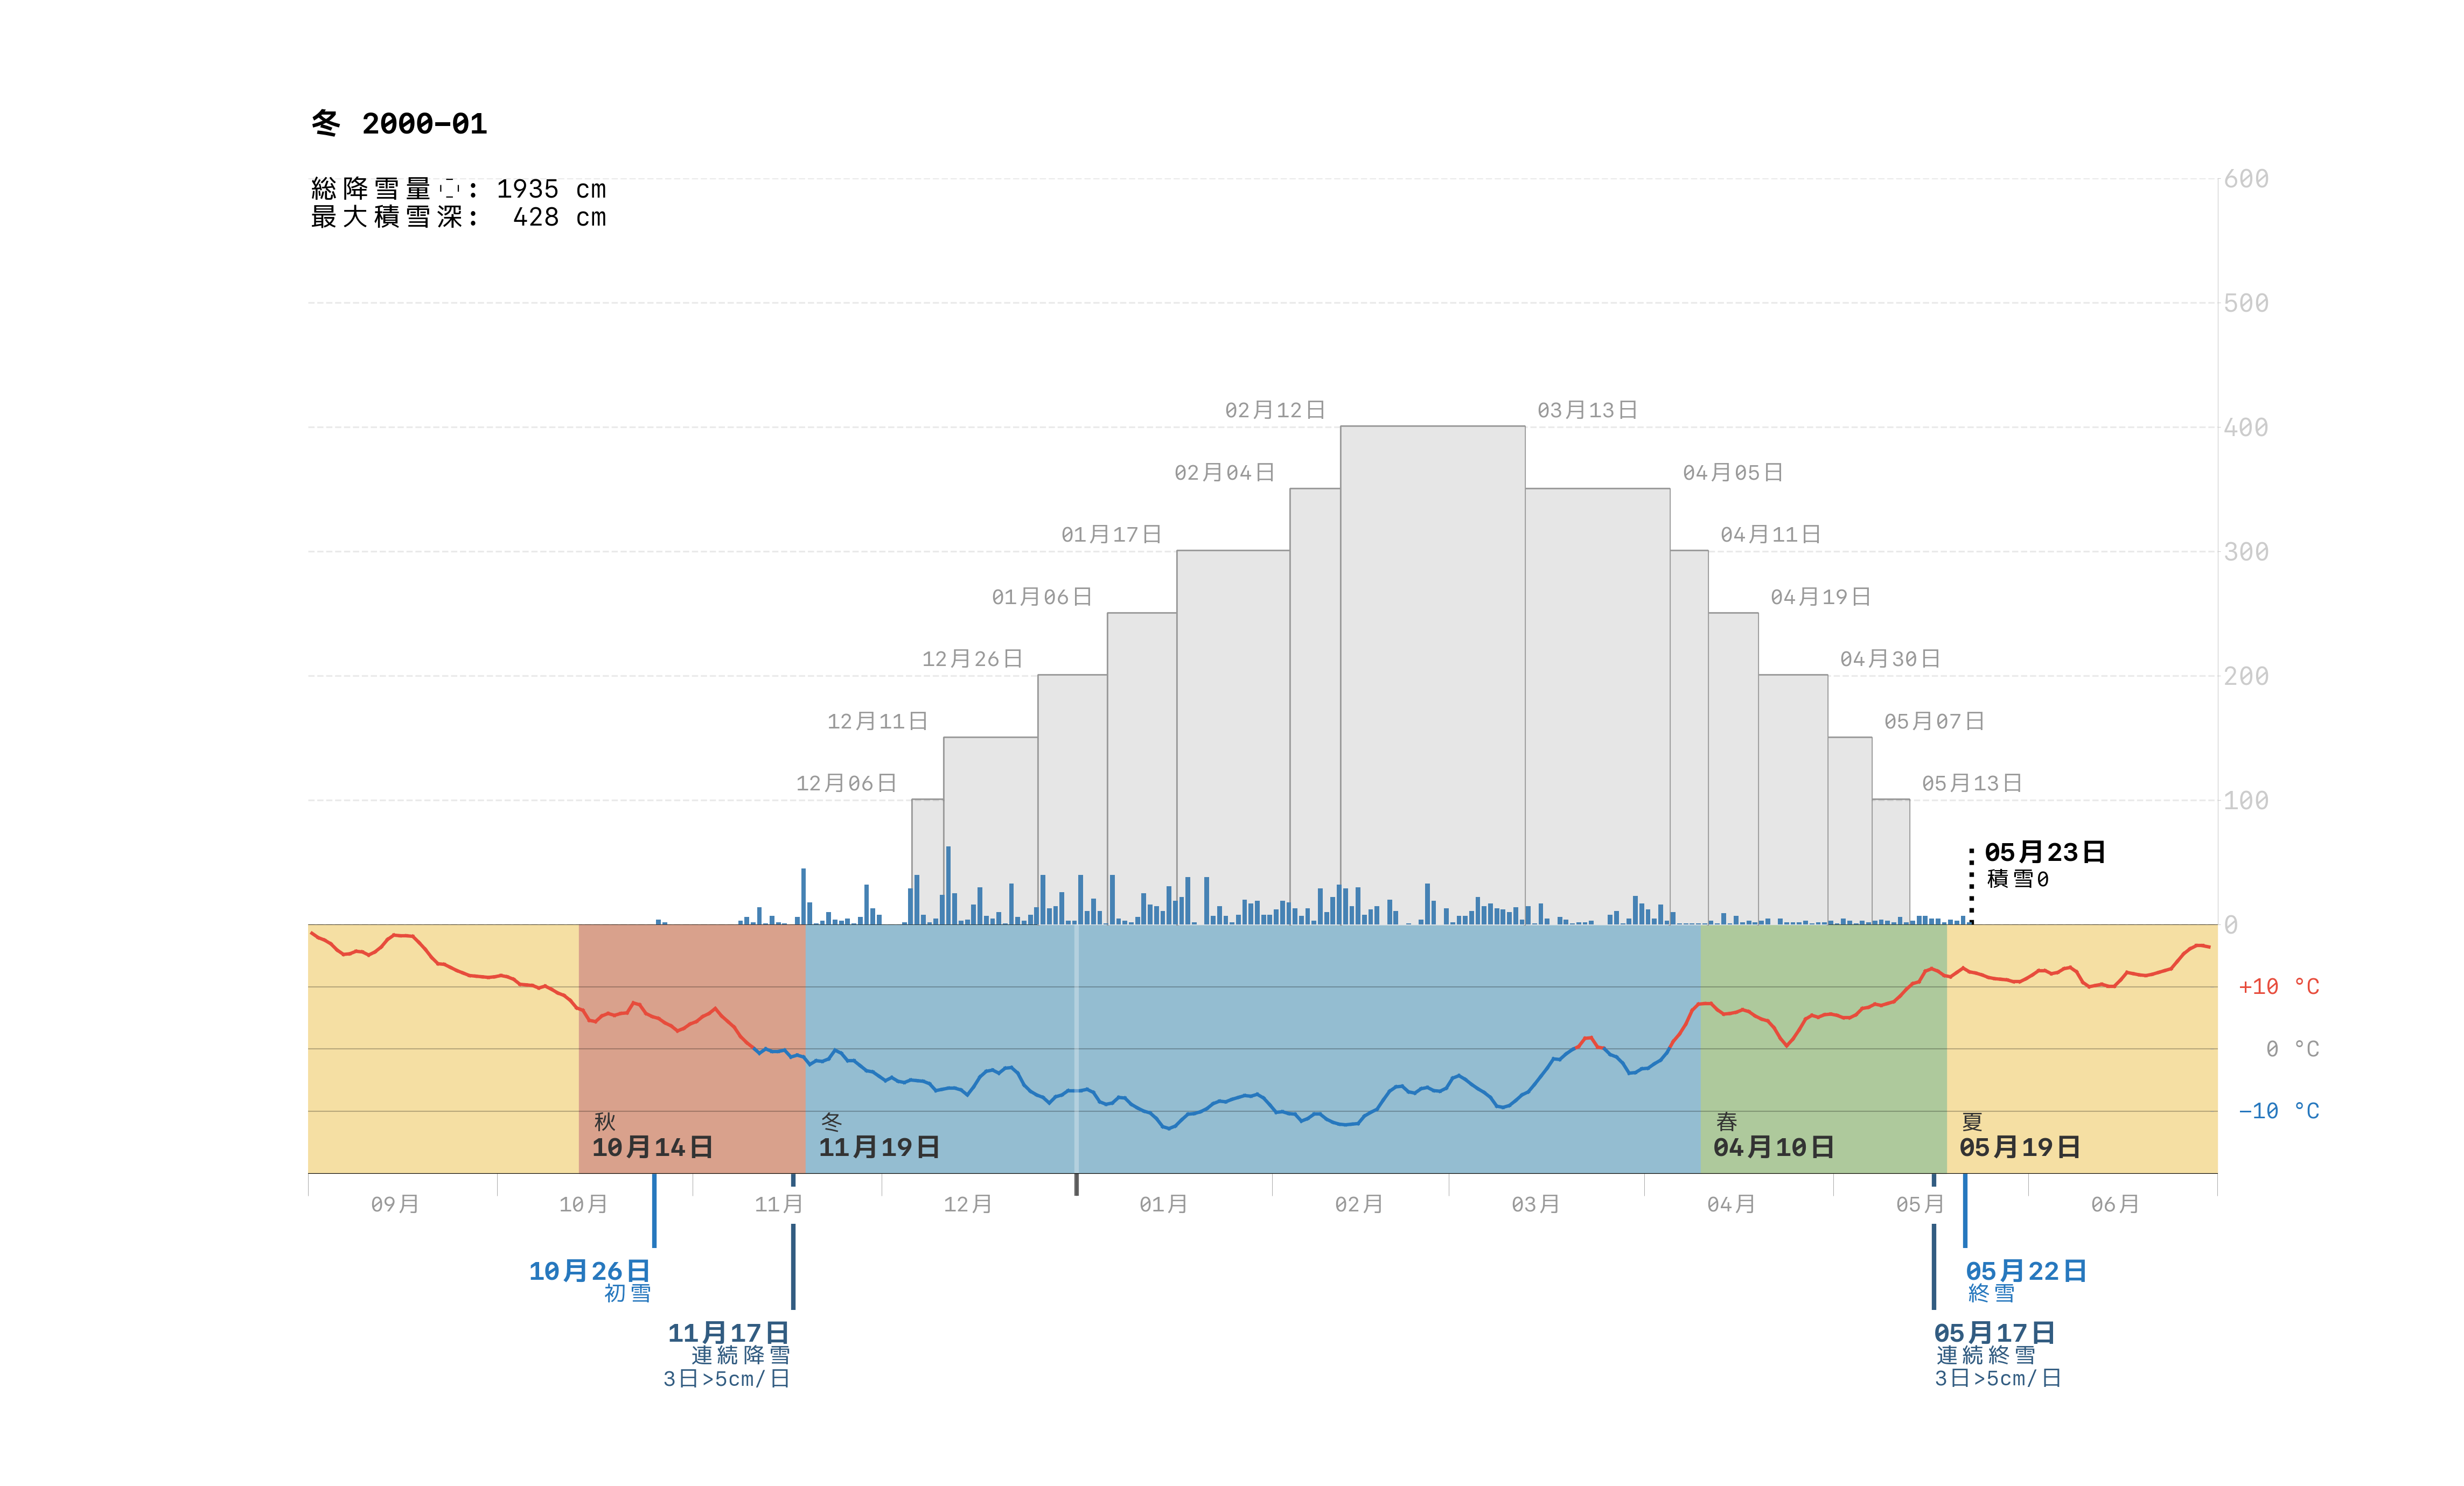 冬 2000-01
総降雪量◌: 1935 cm
最大積雪深: 428 cm
600
500
400
300
200
100
0
02月12日
03月13日
02月04日
04月05日
01月17日
04月11日
01月06日
04月19日
12月26日
04月30日
12月11日
05月07日
12月06日
05月13日
05月23日
積雪0
+10 °C
0 °C
−10 °C
秋
10月14日
冬
11月19日
春
04月10日
夏
05月19日
09月
10月
11月
12月
01月
02月
03月
04月
05月
06月
10月26日
初雪
11月17日
連続降雪
3日>5cm/日
05月22日
終雪
05月17日
連続終雪
3日>5cm/日